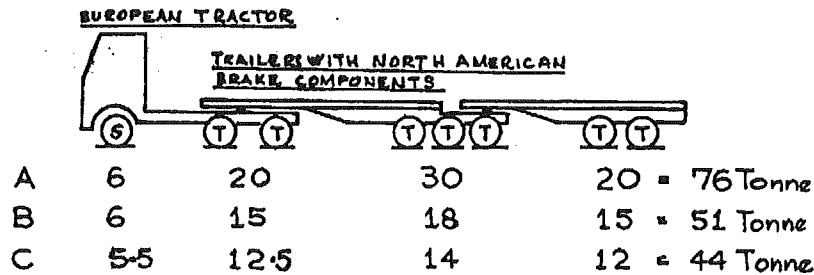 EUROPEAN TRACTOR
TRAILERS WITH NORTH AMERICAN
BRAKE COMPONENTS
S T T T T T T T
A 6 20 30 20 = 76 Tonne
B 6 15 18 15 = 51 Tonne
C 5.5 12.5 14 12 = 44 Tonne